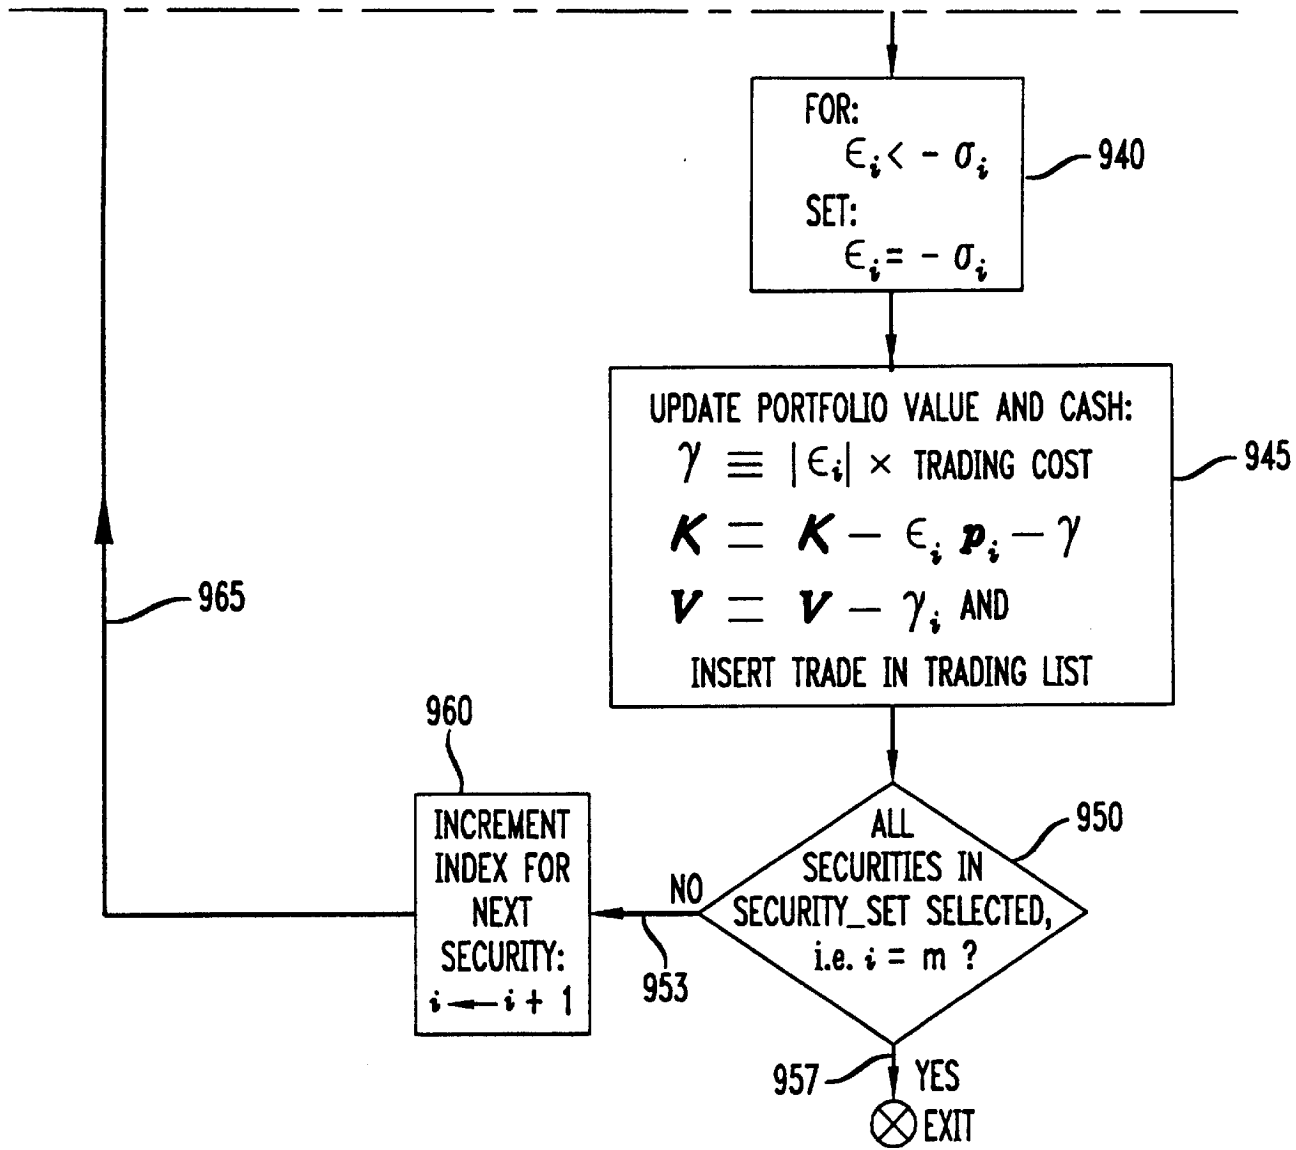 FOR:
ϵᵢ < - σᵢ
SET:
ϵᵢ = - σᵢ
940
UPDATE PORTFOLIO VALUE AND CASH:
γ ≡ |ϵᵢ| × TRADING COST
K = K - ϵᵢ pᵢ - γ
V = V - γᵢ AND
INSERT TRADE IN TRADING LIST
945
965
960
INCREMENT
INDEX FOR
NEXT
SECURITY:
i ← i + 1
NO
953
ALL
SECURITIES IN
SECURITY_SET SELECTED,
i.e. i = m ?
950
957
YES
EXIT